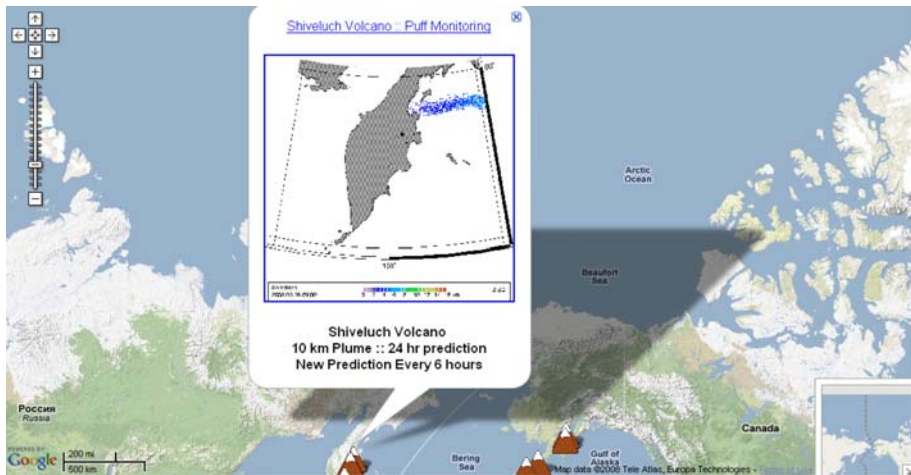 Shiveluch Volcano :: Puff Monitoring
Shiveluch Volcano
10 km Plume :: 24 hr prediction
New Prediction Every 6 hours
Arctic
Ocean
Beaufort
Sea
Россия
Russia
Canada
Bering
Sea
Gulf of
Alaska
POWERED BY
Google
200 mi
500 km
Map data ©2008 Tele Atlas, Europa Technologies -